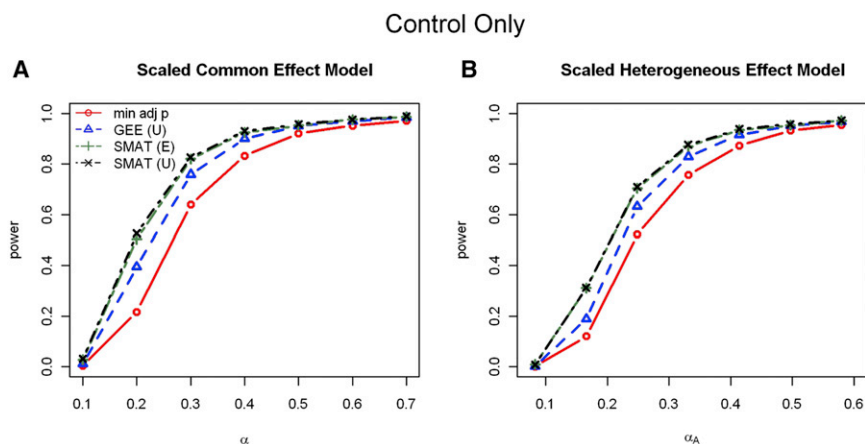 Control Only
A
Scaled Common Effect Model
min adj p
GEE (U)
SMAT (E)
SMAT (U)
power
0.0
0.2
0.4
0.6
0.8
1.0
0.1
0.2
0.3
0.4
0.5
0.6
0.7
α
B
Scaled Heterogeneous Effect Model
power
0.0
0.2
0.4
0.6
0.8
1.0
0.1
0.2
0.3
0.4
0.5
0.6
αA